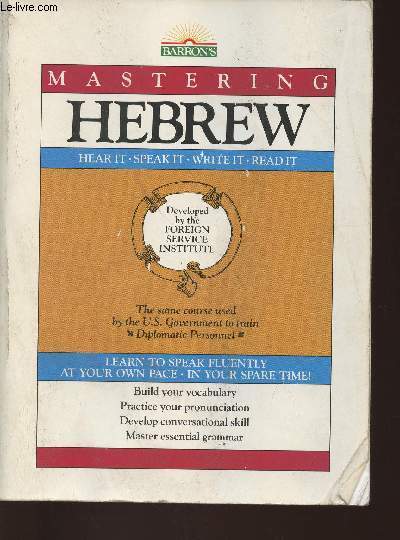 Le-livre.com
BARRON'S
MASTERING
HEBREW
HEAR IT · SPEAK IT · WRITE IT · READ IT
Developed
by the
FOREIGN
SERVICE
INSTITUTE
The same course used
by the U.S. Government to train
Diplomatic Personnel
LEARN TO SPEAK FLUENTLY
AT YOUR OWN PACE · IN YOUR SPARE TIME!
Build your vocabulary
Practice your pronunciation
Develop conversational skill
Master essential grammar